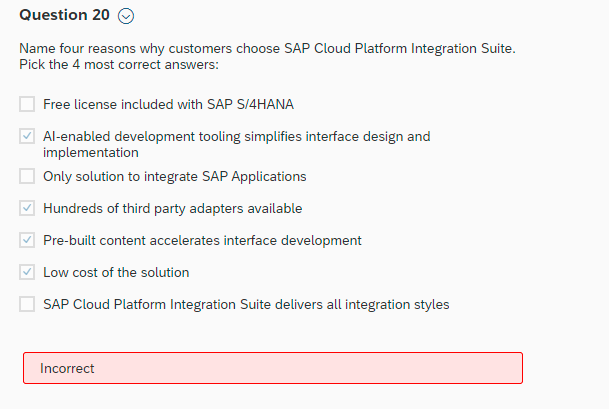 Question 20
Name four reasons why customers choose SAP Cloud Platform Integration Suite.
Pick the 4 most correct answers:
Free license included with SAP S/4HANA
AI-enabled development tooling simplifies interface design and
implementation
Only solution to integrate SAP Applications
Hundreds of third party adapters available
Pre-built content accelerates interface development
Low cost of the solution
SAP Cloud Platform Integration Suite delivers all integration styles
Incorrect